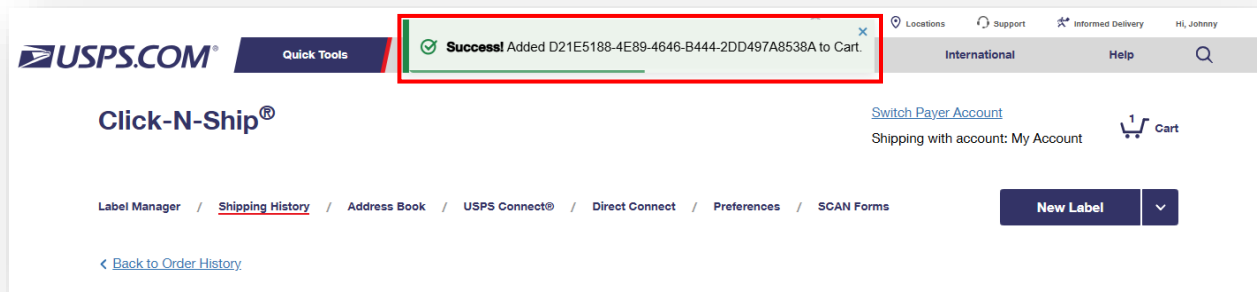 Locations Support Informed Delivery Hi, Johnny
Success! Added D21E5188-4E89-4646-B444-2DD497A8538A to Cart.
USPS.COM® Quick Tools International Help
Click-N-Ship®
Switch Payer Account
Shipping with account: My Account
1 Cart
Label Manager / Shipping History / Address Book / USPS Connect® / Direct Connect / Preferences / SCAN Forms
New Label
Back to Order History